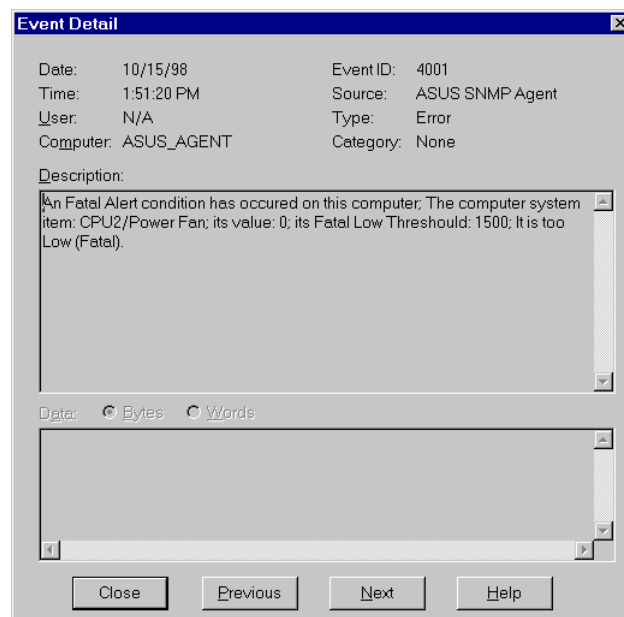 Event Detail
Date: 10/15/98 Event ID: 4001
Time: 1:51:20 PM Source: ASUS SNMP Agent
User: N/A Type: Error
Computer: ASUS_AGENT Category: None
Description:
An Fatal Alert condition has occured on this computer; The computer system
item: CPU2/Power Fan; its value: 0; its Fatal Low Threshould: 1500; It is too
Low (Fatal).
Data: Bytes Words
Close Previous Next Help